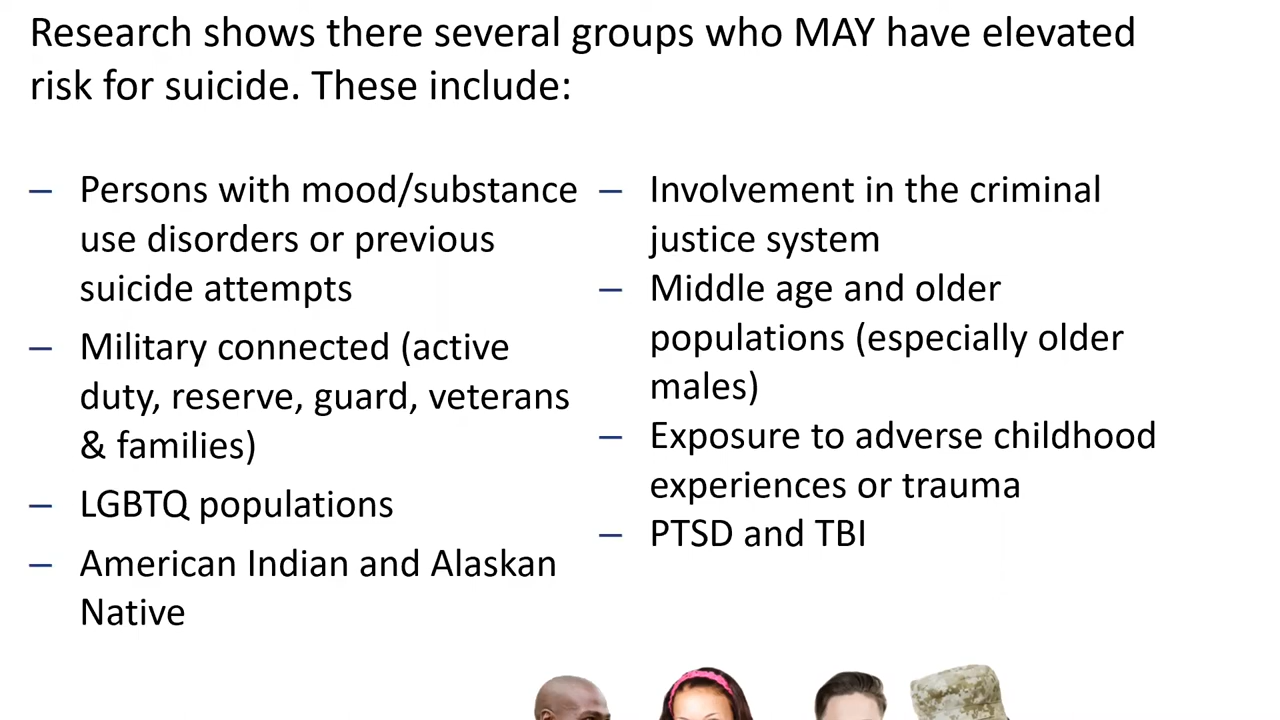 Research shows there several groups who MAY have elevated
risk for suicide. These include:
– Persons with mood/substance
use disorders or previous
suicide attempts
– Military connected (active
duty, reserve, guard, veterans
& families)
– LGBTQ populations
– American Indian and Alaskan
Native
– Involvement in the criminal
justice system
– Middle age and older
populations (especially older
males)
– Exposure to adverse childhood
experiences or trauma
– PTSD and TBI